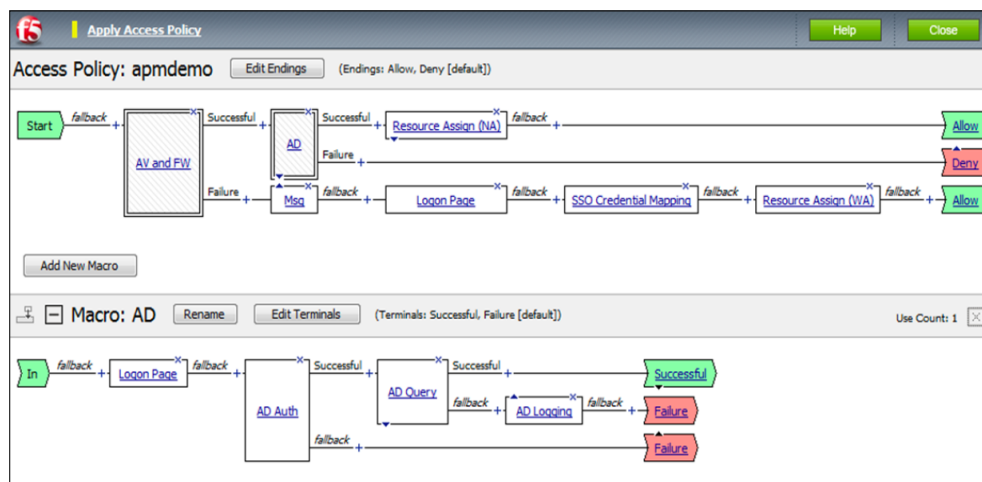 f5 Apply Access Policy Help Close
Access Policy: apmdemo Edit Endings (Endings: Allow, Deny [default])
Start fallback + AV and FW Successful + AD Successful + Resource Assign (NA) fallback + Allow
Failure + Deny
Failure + Msg fallback + Logon Page fallback + SSO Credential Mapping fallback + Resource Assign (WA) fallback + Allow
Add New Macro
Macro: AD Rename Edit Terminals (Terminals: Successful, Failure [default]) Use Count: 1
In fallback + Logon Page fallback + AD Auth Successful + AD Query Successful + Successful
fallback + AD Logging fallback + Failure
fallback + Failure